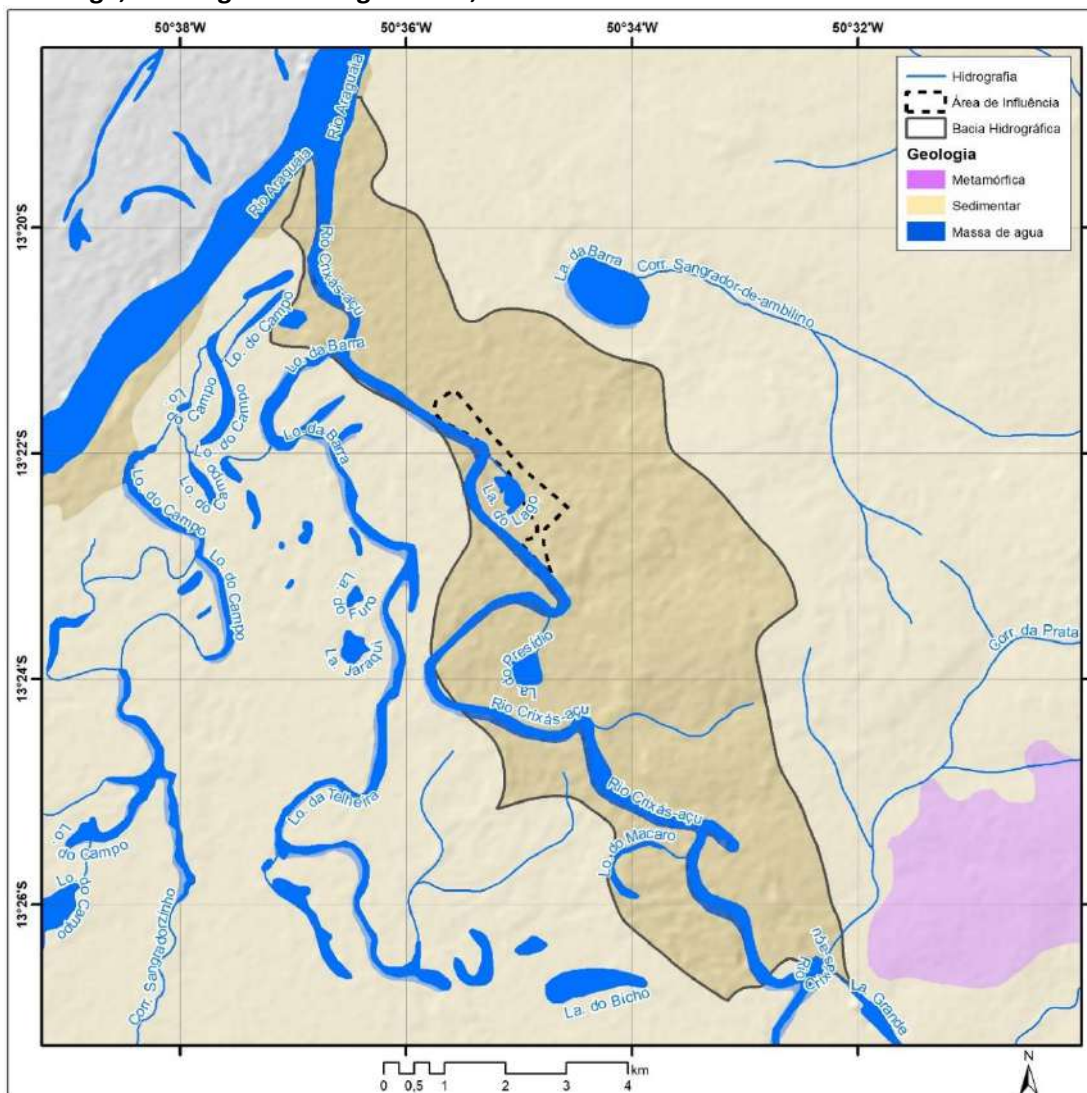 50°38'W
50°36'W
50°34'W
50°32'W
Hidrografia
Área de Influência
Bacia Hidrográfica
Geologia
Metamórfica
Sedimentar
Massa de agua
Rio Araguaia
Rio Araguaia
13°20'S
Rio Crixás-açu
La. da Barra
Corr. Sangrador-de-ambilino
Lo. do Campo
Lo. da Barra
Lo. do Campo
Lo. do Campo
Lo. da Barra
13°22'S
Lo. do Campo
Lo. do Campo
La. do Lago
Lo. do Campo
La. do Furo
La. Jaraqui
La. do Presídio
Corr. da Prata
13°24'S
Rio Crixás-açu
Lo. da Telheira
Rio Crixás-açu
Lo. do Macaro
Lo. do Campo
Lo. do Campo
13°26'S
Corr. Sangradorzinho
Rio Crixás-açu
La. Grande
La. do Bicho
km
0 0,5 1 2 3 4
N